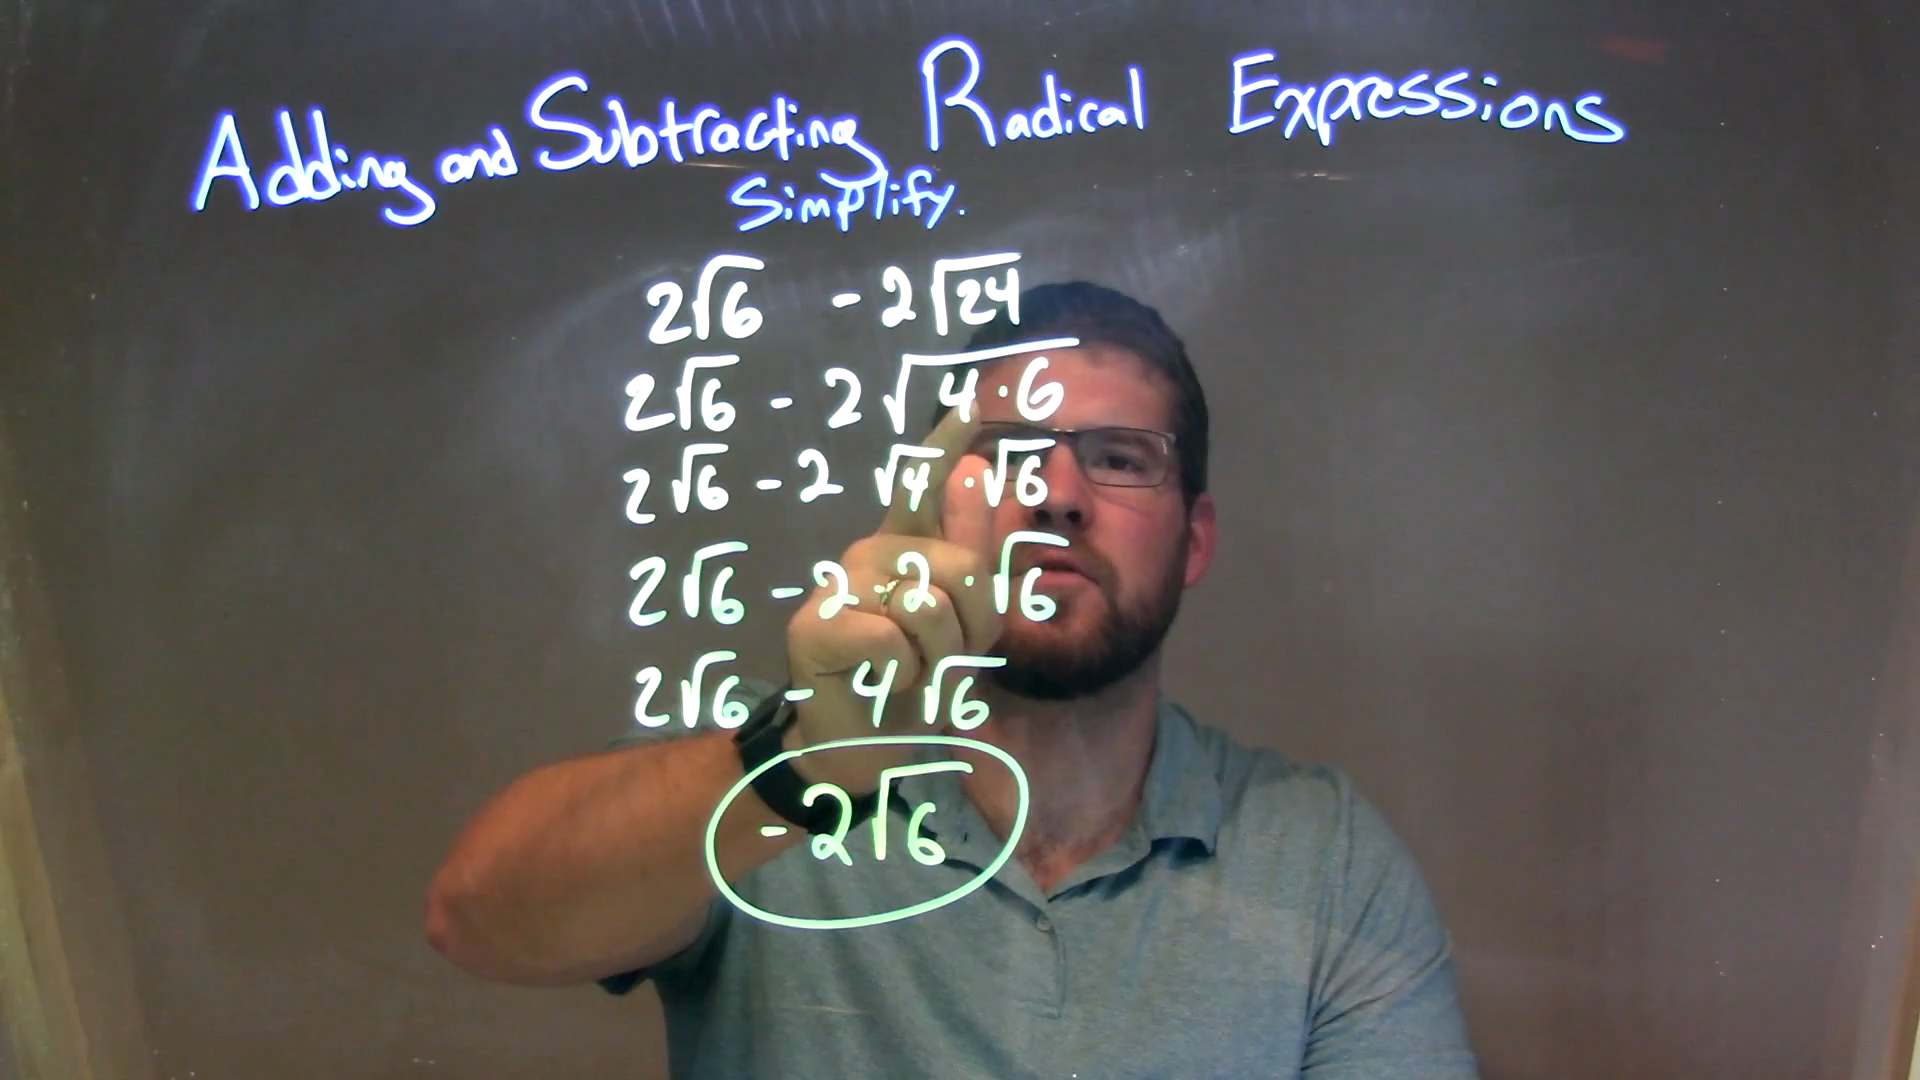 Adding and Subtracting Radical Expressions
Simplify.
2√6 - 2√24
2√6 - 2√4·6
2√6 - 2 √4 · √6
2√6 - 2 · 2 · √6
2√6 - 4 √6
-2√6